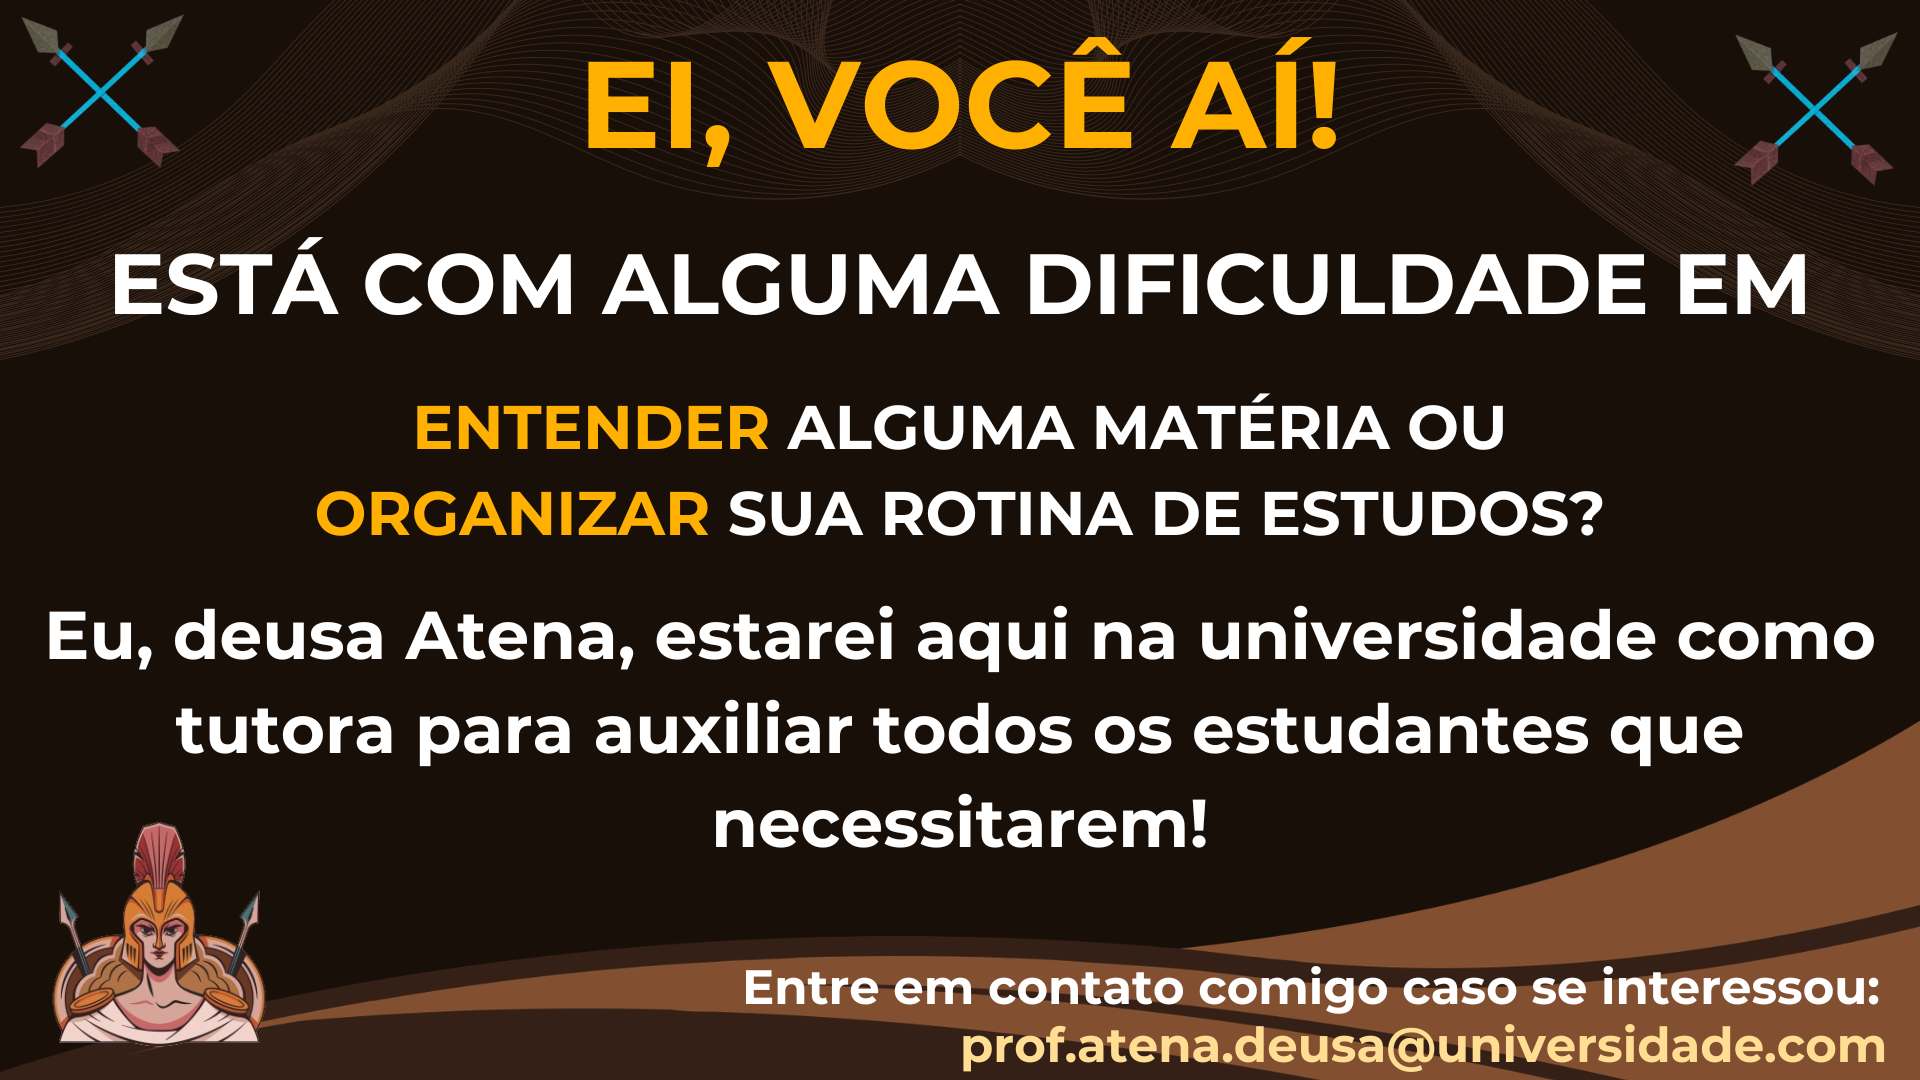 EI, VOCÊ AÍ!
ESTÁ COM ALGUMA DIFICULDADE EM
ENTENDER ALGUMA MATÉRIA OU
ORGANIZAR SUA ROTINA DE ESTUDOS?
Eu, deusa Atena, estarei aqui na universidade como
tutora para auxiliar todos os estudantes que
necessitarem!
Entre em contato comigo caso se interessou:
prof.atena.deusa@universidade.com